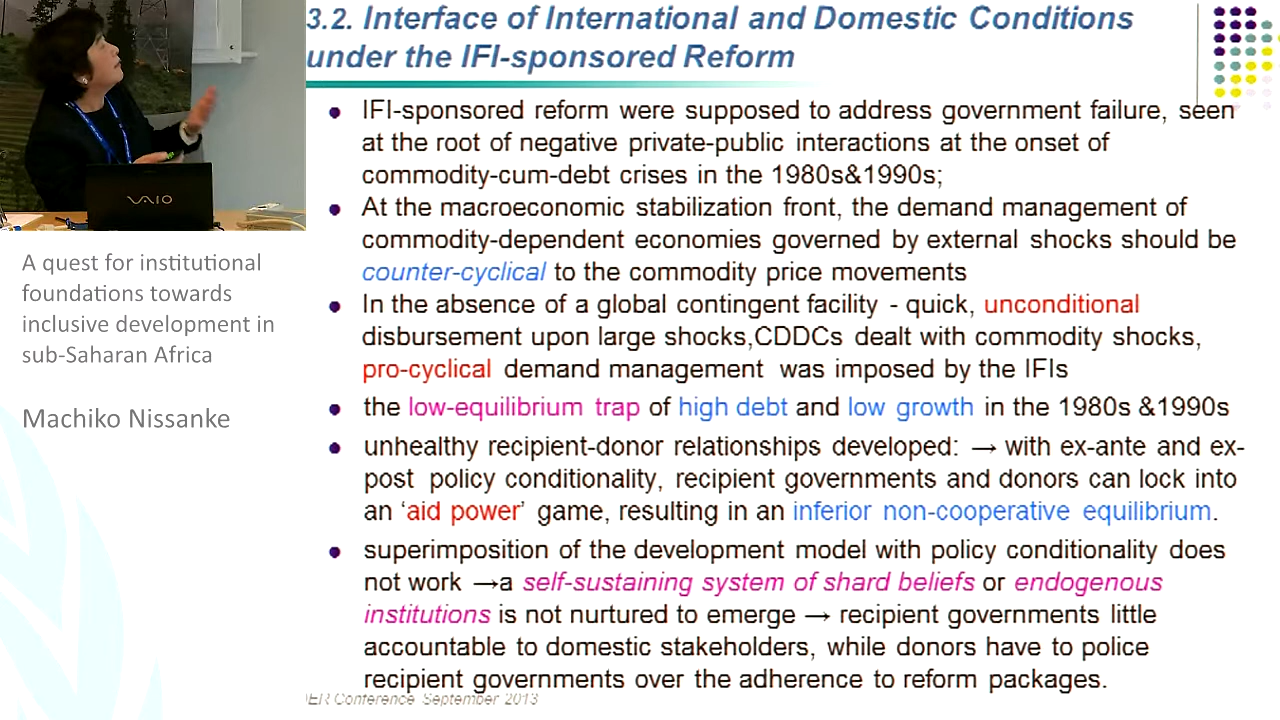 3.2. Interface of International and Domestic Conditions
under the IFI-sponsored Reform
VAIO
A quest for institutional
foundations towards
inclusive development in
sub-Saharan Africa
Machiko Nissanke
• IFI-sponsored reform were supposed to address government failure, seen
at the root of negative private-public interactions at the onset of
commodity-cum-debt crises in the 1980s&1990s;
• At the macroeconomic stabilization front, the demand management of
commodity-dependent economies governed by external shocks should be
counter-cyclical to the commodity price movements
• In the absence of a global contingent facility - quick, unconditional
disbursement upon large shocks,CDDCs dealt with commodity shocks,
pro-cyclical demand management was imposed by the IFIs
• the low-equilibrium trap of high debt and low growth in the 1980s &1990s
• unhealthy recipient-donor relationships developed: → with ex-ante and ex-
post policy conditionality, recipient governments and donors can lock into
an ‘aid power’ game, resulting in an inferior non-cooperative equilibrium.
• superimposition of the development model with policy conditionality does
not work →a self-sustaining system of shard beliefs or endogenous
institutions is not nurtured to emerge → recipient governments little
accountable to domestic stakeholders, while donors have to police
recipient governments over the adherence to reform packages.
Conference September 2013